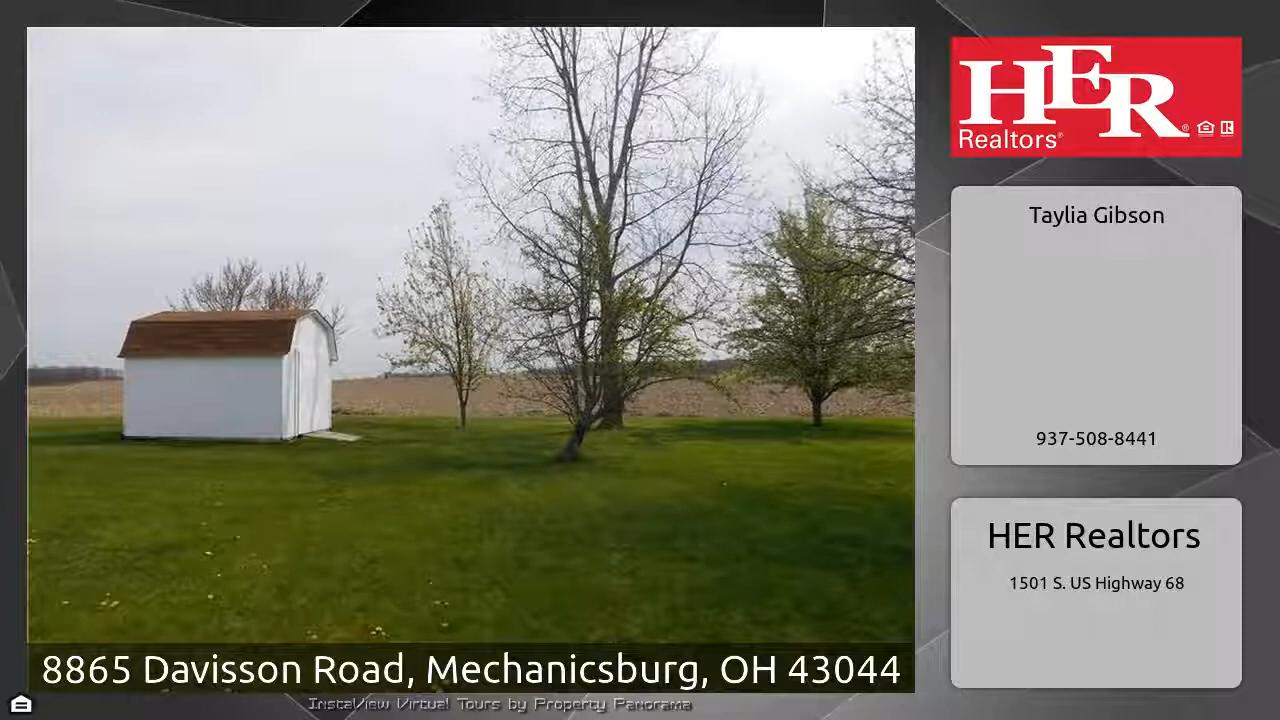 HER
Realtors®
Taylia Gibson
937-508-8441
HER Realtors
1501 S. US Highway 68
8865 Davisson Road, Mechanicsburg, OH 43044
InstaView Virtual Tours by Property Panorama